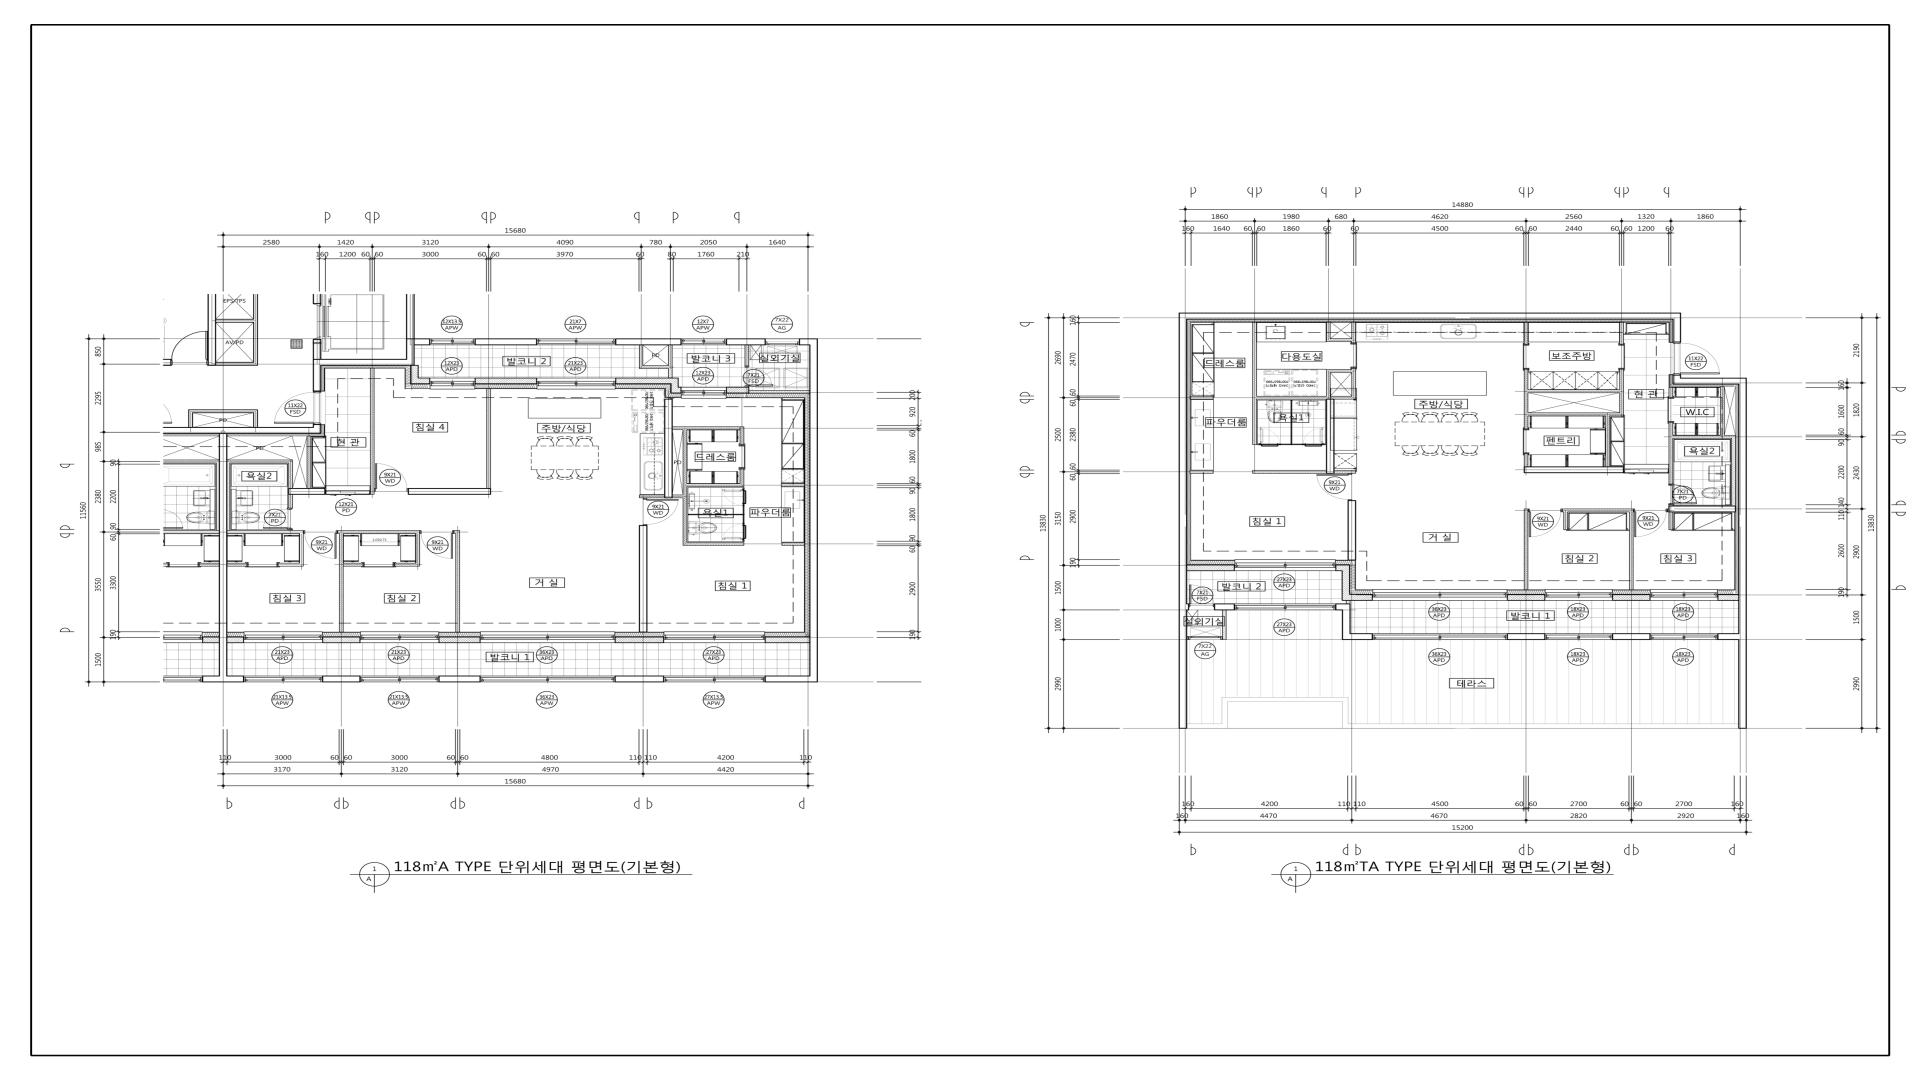 15680
2580 1420 3120 4090 780 2050 1640
160 1200 60 60 3000 60 60 3970 60 80 1760 210
EPS/TPS
AV/PD
PD
12X13.5 APW
21X7 APW
12X7 APW
7X22 AG
발코니 2
발코니 3
실외기실
12X23 APD
21X23 APD
PD
12X23 APD
7X21 FSD
11X22 FSD
현 관
침실 4
주방/식당
드레스룸
PD
PD
욕실2
9X21 WD
12X23 PD
7X21 PD
9X21 WD
욕실1
파우더룸
9X21 WD
9X21 WD
침실 3
침실 2
거 실
침실 1
발코니 1
21X23 APD
21X23 APD
36X23 APD
27X23 APD
21X13.5 APW
21X13.5 APW
36X23 APW
27X13.5 APW
11560
850 2295 985 2380 3550 1500
90 2200 90 60 3300 190
200 920 60 1800 90 1800 90 60 2900 190
110 3000 60 60 3000 60 60 4800 110 110 4200 110
3170 3120 4970 4420
15680
1
A
118㎡A TYPE 단위세대 평면도(기본형)
14880
1860 1980 680 4620 2560 1320 1860
160 1640 60 60 1860 60 60 4500 60 60 2440 60 60 1200 60
드레스룸
다용도실
보조주방
11X22 FSD
현 관
W.I.C
주방/식당
파우더룸
욕실1
펜트리
욕실2
9X21 WD
7X21 PD
침실 1
거 실
9X21 WD
9X21 WD
침실 2
침실 3
발코니 2
27X23 APD
7X21 FSD
실외기실
27X23 APD
7X22 AG
36X23 APD
18X23 APD
18X23 APD
발코니 1
36X23 APD
18X23 APD
18X23 APD
테라스
13830
2690 2500 3150 1500 1000 2990
160 2470 60 60 2380 60 60 2900 190
2190 1820 2430 2900 1500 2990
160 1600 60 90 2200 140 110 2600 190
13830
160 4200 110 110 4500 60 60 2700 60 60 2700 160
160 4470 4670 2820 2920 160
15200
1
A
118㎡TA TYPE 단위세대 평면도(기본형)